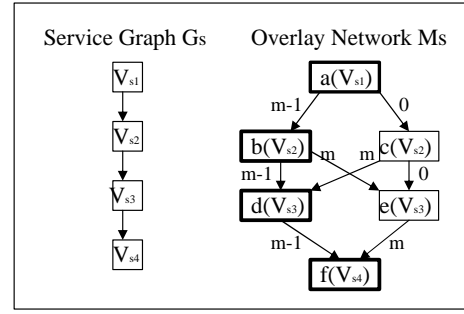 Service Graph Gs
Overlay Network Ms
Vs1
Vs2
Vs3
Vs4
a(Vs1)
m-1
0
b(Vs2)
m
m
c(Vs2)
m-1
0
d(Vs3)
e(Vs3)
m-1
m
f(Vs4)